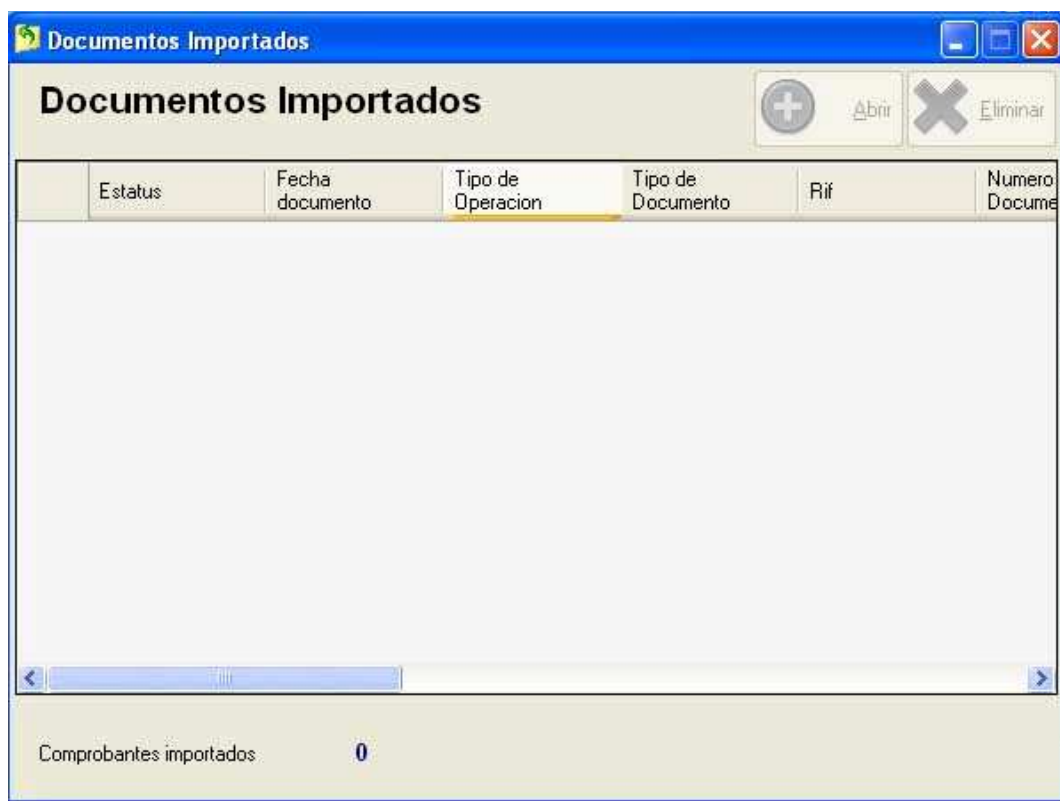 Documentos Importados
Documentos Importados
Abrir
Eliminar
Estatus
Fecha
documento
Tipo de
Operacion
Tipo de
Documento
Rif
Numero
Docume
Comprobantes importados 0